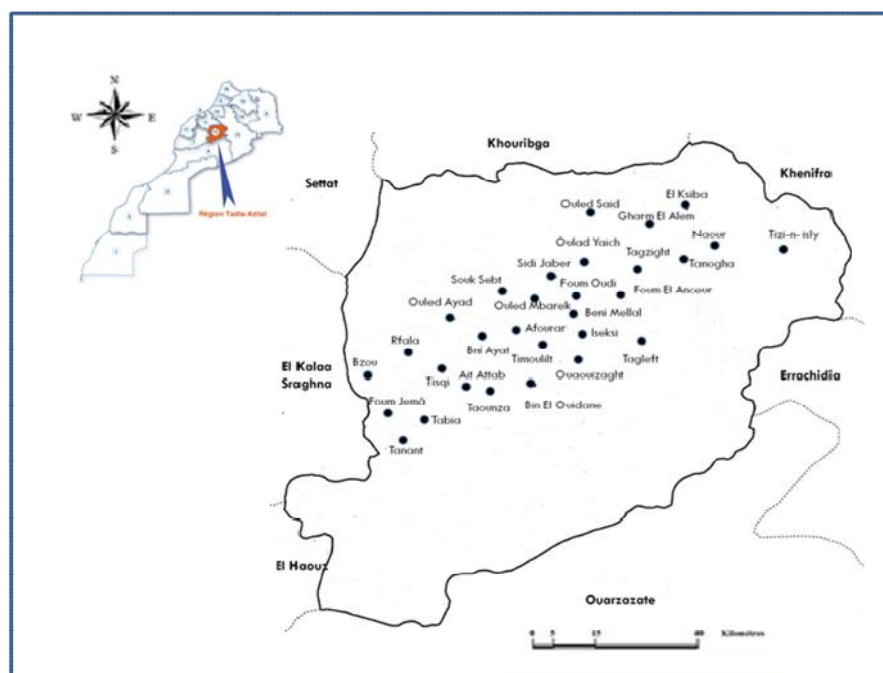 N
W E
S
Région Tadla-Azilal
Khouribga
Settat
Khenifra
El Ksiba
Ouled Said
Gharm El Alem
Naour
Tizi-n-isly
Oulad Yaich
Tagzight
Tanogha
Sidi Jaber
Souk Sebt
Foum Oudi
Foum El Anceur
Ouled Ayad
Ouled Mbarek
Beni Mellal
Afourar
Iseksi
Rfala
Bni Ayat
Timoulilt
Tagleft
El Kalaa
Sraghna
Bzou
Tisqi
Ait Attab
Ouaouizaght
Errachidiia
Foum Jemâ
Taounza
Bin El Ouidane
Tabia
Tanant
El Haouz
Ouarzazate
0 5 15 Kilométres